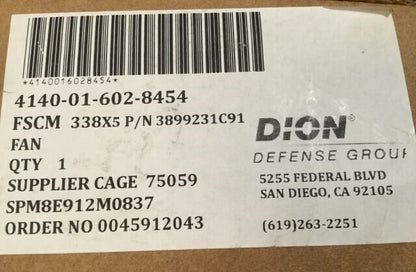 *4140016028454*
4140-01-602-8454
FSCM 338X5 P/N 3899231C91
FAN
QTY 1
SUPPLIER CAGE 75059
SPM8E912M0837
ORDER NO 0045912043
DION®
DEFENSE GROUP
5255 FEDERAL BLVD
SAN DIEGO, CA 92105
(619)263-2251